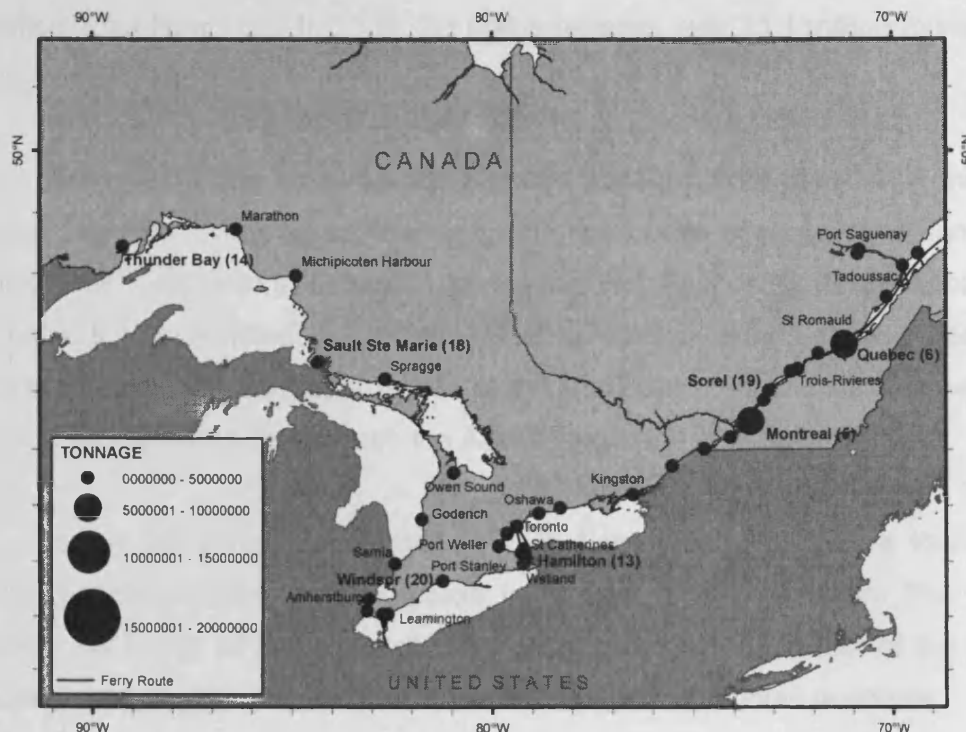 90°W
80°W
70°W
50°N
50°N
CANADA
Marathon
Thunder Bay (14)
Michipicoten Harbour
Port Saguenay
Tadoussac
St Romauld
Quebec (6)
Sault Ste Marie (18)
Spragge
Sorel (19)
Trois-Rivieres
Montreal (5)
Kingston
Owen Sound
Oshawa
Goderich
Toronto
Port Weller
St Catherines
Sarnia
Hamilton (13)
Port Stanley
Welland
Windsor (20)
Amherstburg
Leamington
UNITED STATES
TONNAGE
0000000 - 5000000
5000001 - 10000000
10000001 - 15000000
15000001 - 20000000
Ferry Route
90°W
80°W
70°W